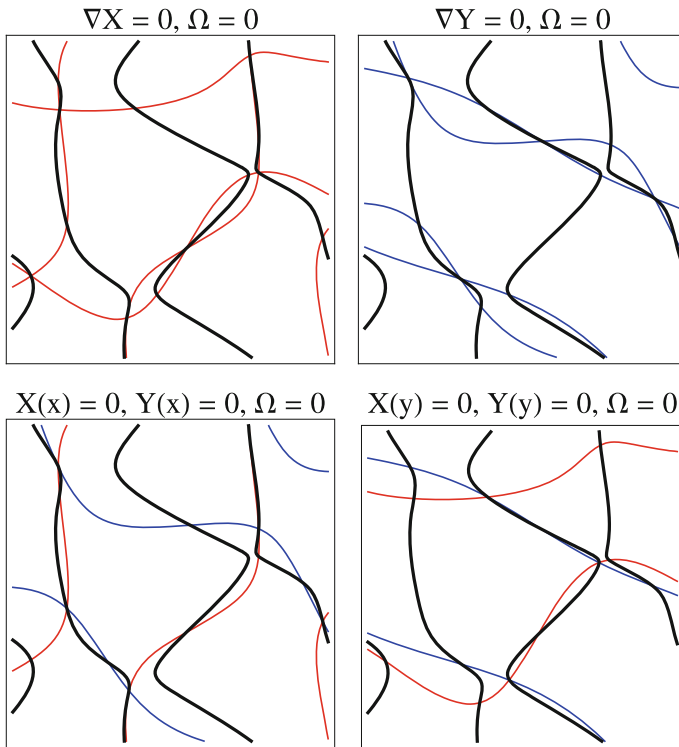 ∇X = 0, Ω = 0
∇Y = 0, Ω = 0
X(x) = 0, Y(x) = 0, Ω = 0
X(y) = 0, Y(y) = 0, Ω = 0